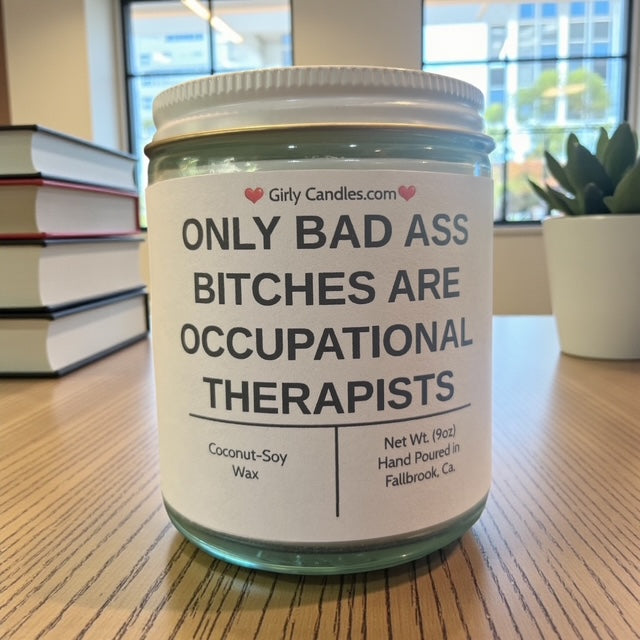 ❤ Girly Candles.com ❤
ONLY BAD ASS
BITCHES ARE
OCCUPATIONAL
THERAPISTS
Coconut-Soy
Wax
Net Wt. (9oz)
Hand Poured in
Fallbrook, Ca.